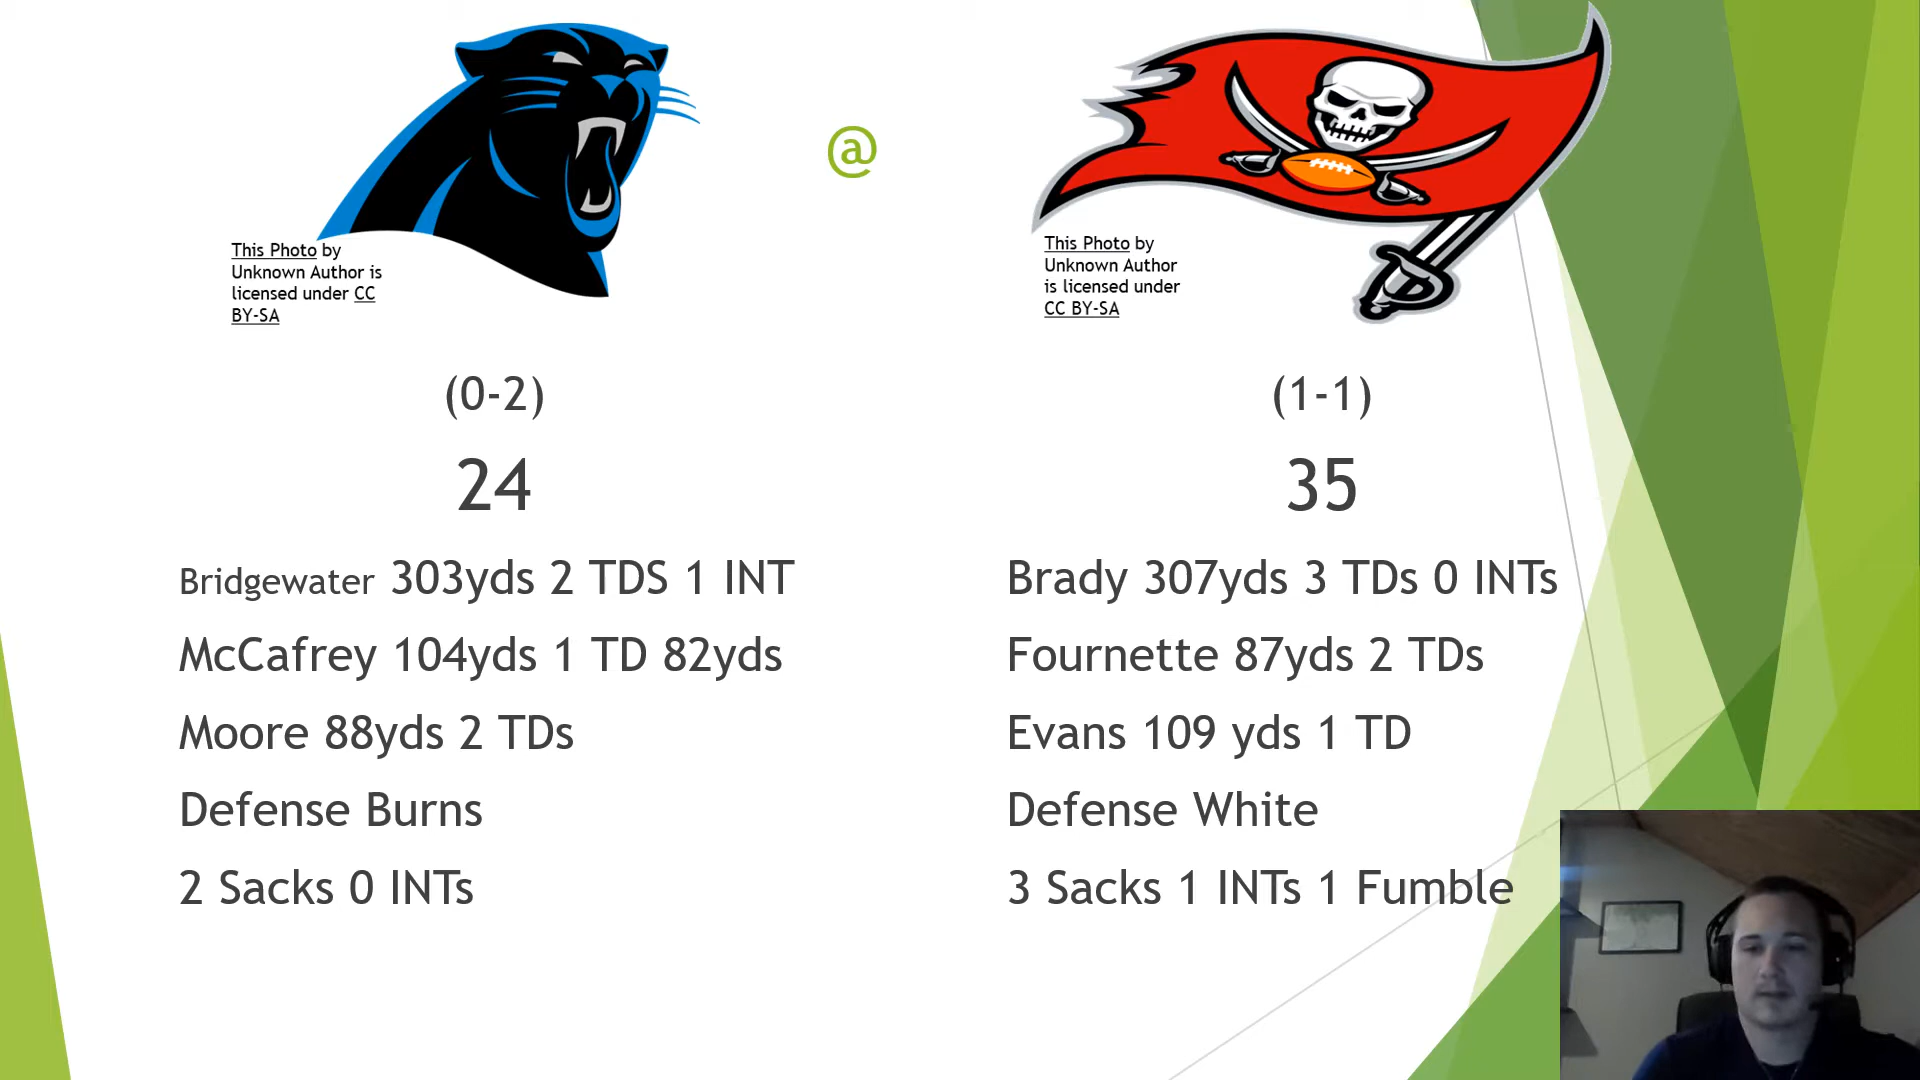 @
This Photo by
Unknown Author is
licensed under CC
BY-SA
This Photo by
Unknown Author
is licensed under
CC BY-SA
(0-2)
24
Bridgewater 303yds 2 TDS 1 INT
McCafrey 104yds 1 TD 82yds
Moore 88yds 2 TDs
Defense Burns
2 Sacks 0 INTs
(1-1)
35
Brady 307yds 3 TDs 0 INTs
Fournette 87yds 2 TDs
Evans 109 yds 1 TD
Defense White
3 Sacks 1 INTs 1 Fumble